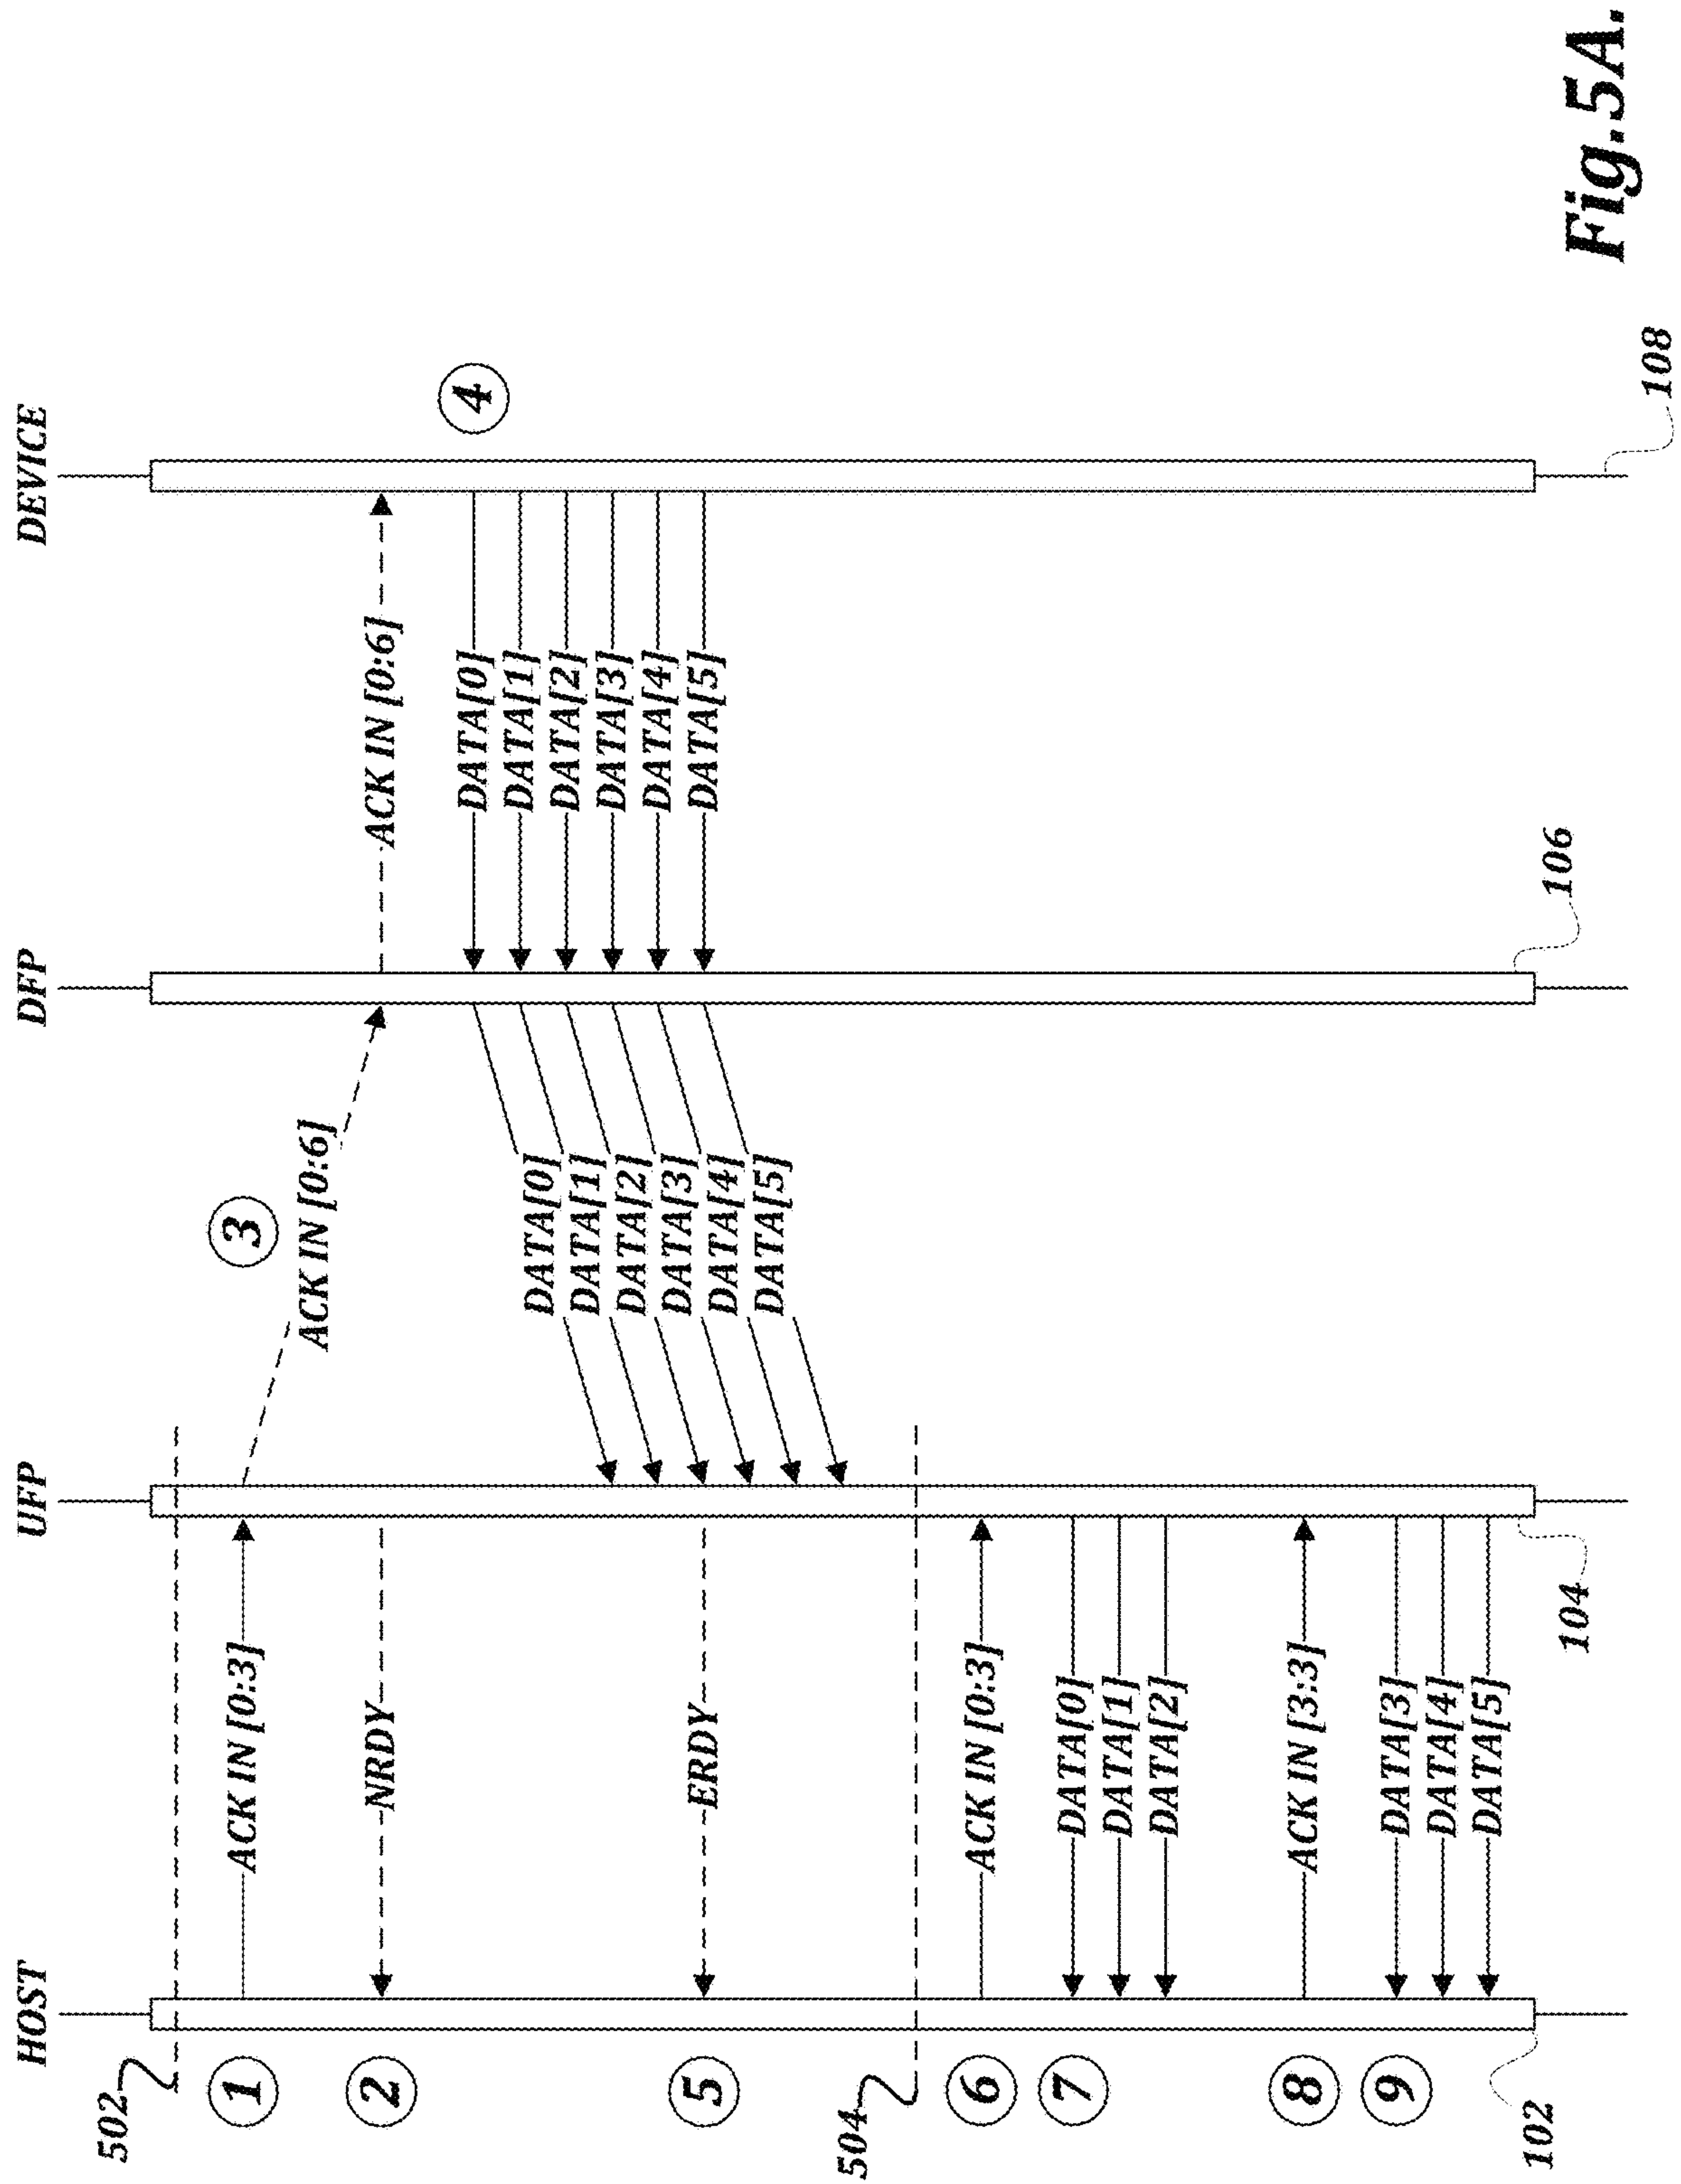 HOST
UFP
DFP
DEVICE
502
1
ACK IN [0:3]
3
ACK IN [0:6]
2
NRDY
ACK IN [0:6]
4
DATA[0]
DATA[1]
DATA[2]
DATA[3]
DATA[4]
DATA[5]
DATA[0]
DATA[1]
DATA[2]
DATA[3]
DATA[4]
DATA[5]
5
ERDY
504
6
ACK IN [0:3]
7
DATA[0]
DATA[1]
DATA[2]
8
ACK IN [3:3]
9
DATA[3]
DATA[4]
DATA[5]
102
104
106
108
Fig.5A.